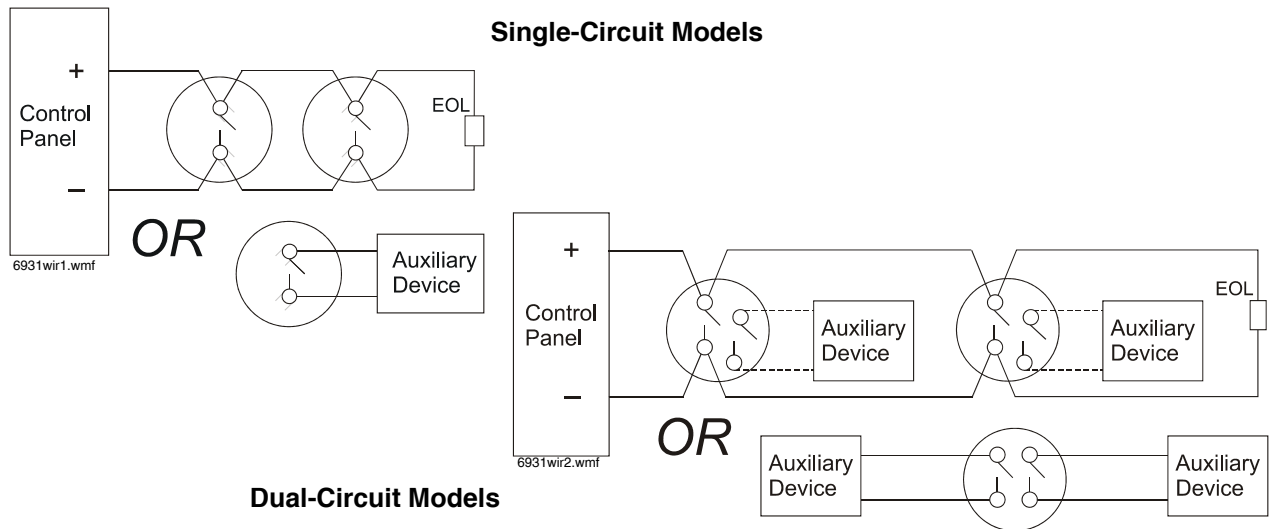 Single-Circuit Models
+
Control
Panel
−
EOL
6931wir1.wmf
OR
Auxiliary
Device
+
Control
Panel
−
Auxiliary
Device
Auxiliary
Device
EOL
6931wir2.wmf
OR
Auxiliary
Device
Auxiliary
Device
Dual-Circuit Models